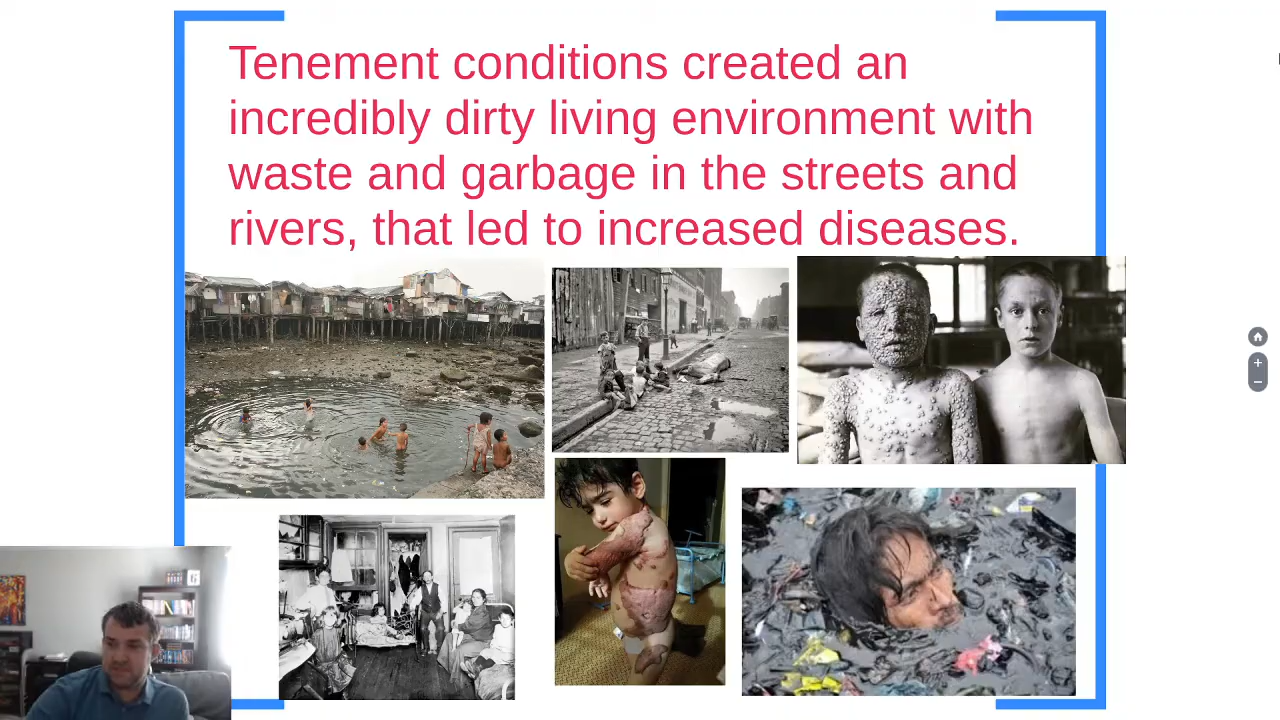 Tenement conditions created an
incredibly dirty living environment with
waste and garbage in the streets and
rivers, that led to increased diseases.